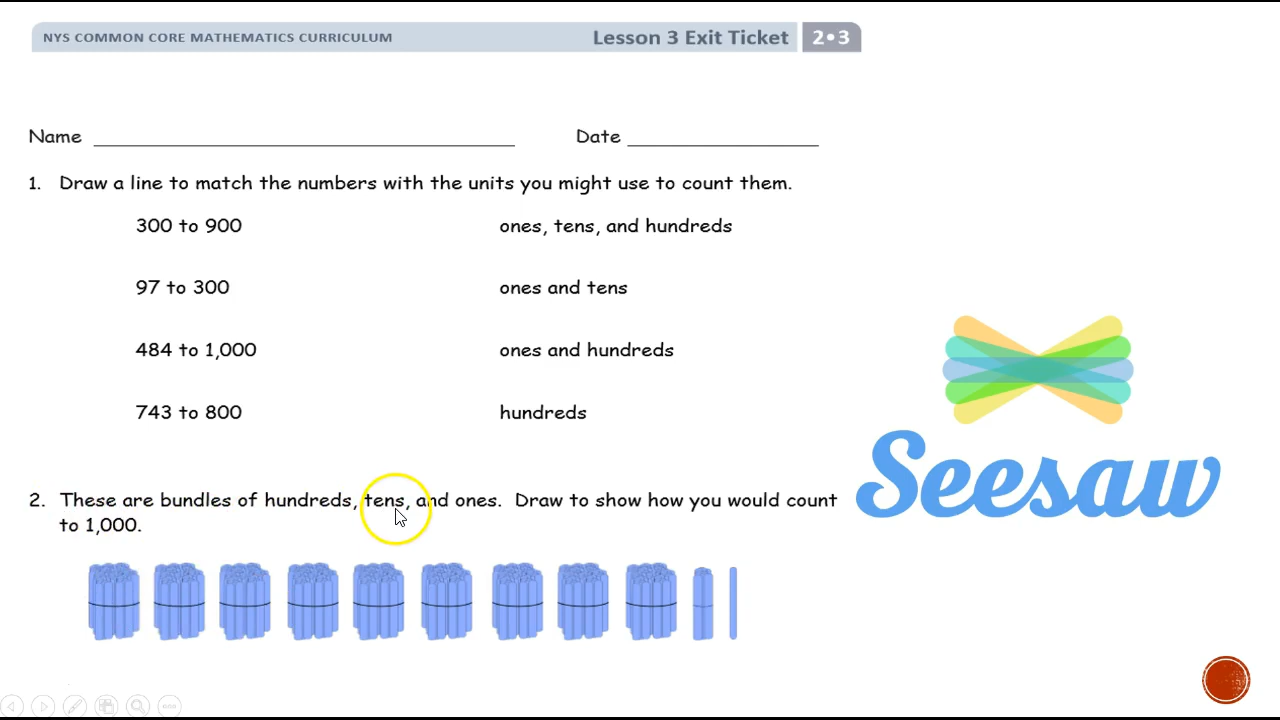 NYS COMMON CORE MATHEMATICS CURRICULUM Lesson 3 Exit Ticket 2•3
Name Date
1. Draw a line to match the numbers with the units you might use to count them.
300 to 900 ones, tens, and hundreds
97 to 300 ones and tens
484 to 1,000 ones and hundreds
743 to 800 hundreds
2. These are bundles of hundreds, tens, and ones. Draw to show how you would count
to 1,000.
Seesaw